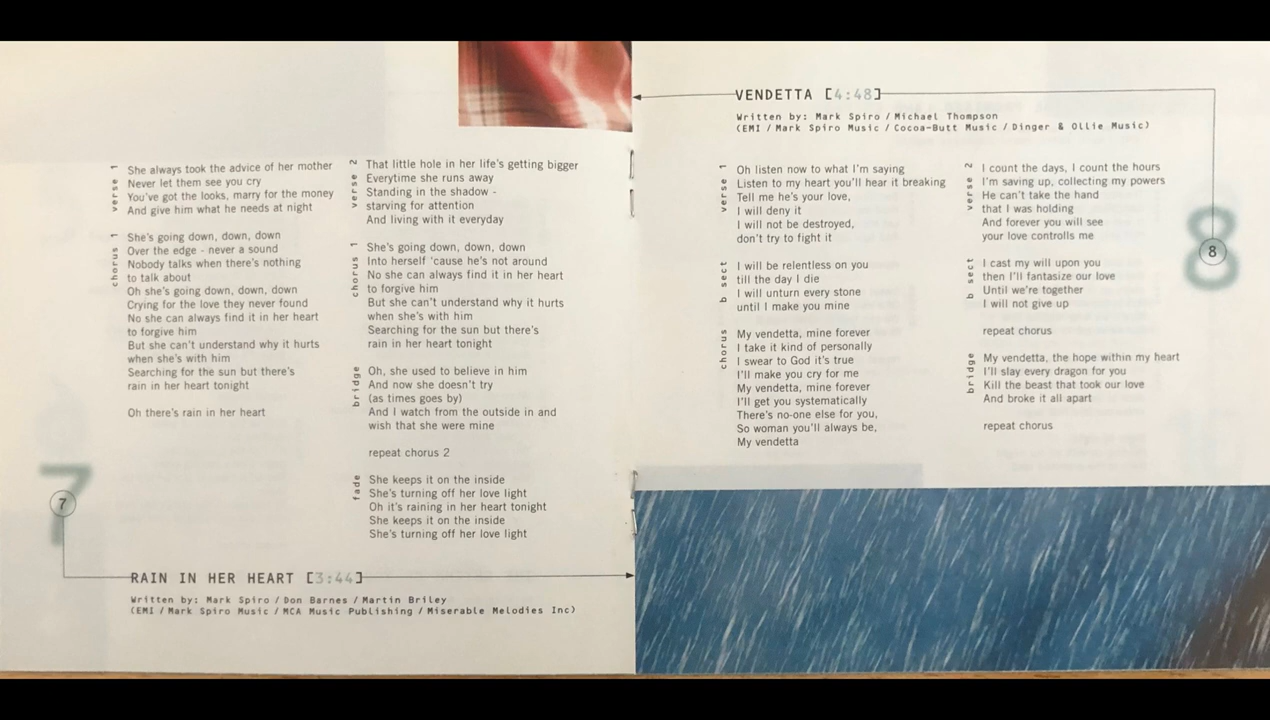 verse 1
She always took the advice of her mother
Never let them see you cry
You've got the looks, marry for the money
And give him what he needs at night
chorus 1
She's going down, down, down
Over the edge - never a sound
Nobody talks when there's nothing
to talk about
Oh she's going down, down, down
Crying for the love they never found
No she can always find it in her heart
to forgive him
But she can't understand why it hurts
when she's with him
Searching for the sun but there's
rain in her heart tonight
Oh there's rain in her heart
verse 2
That little hole in her life's getting bigger
Everytime she runs away
Standing in the shadow -
starving for attention
And living with it everyday
chorus 1
She's going down, down, down
Into herself 'cause he's not around
No she can always find it in her heart
to forgive him
But she can't understand why it hurts
when she's with him
Searching for the sun but there's
rain in her heart tonight
bridge
Oh, she used to believe in him
And now she doesn't try
(as times goes by)
And I watch from the outside in and
wish that she were mine
repeat chorus 2
fade
She keeps it on the inside
She's turning off her love light
Oh it's raining in her heart tonight
She keeps it on the inside
She's turning off her love light
7
7
RAIN IN HER HEART [3:44]
Written by: Mark Spiro / Don Barnes / Martin Briley
(EMI / Mark Spiro Music / MCA Music Publishing / Miserable Melodies Inc)
VENDETTA [4:48]
Written by: Mark Spiro / Michael Thompson
(EMI / Mark Spiro Music / Cocoa-Butt Music / Dinger & Ollie Music)
verse 1
Oh listen now to what I'm saying
Listen to my heart you'll hear it breaking
Tell me he's your love,
I will deny it
I will not be destroyed,
don't try to fight it
b sect
I will be relentless on you
till the day I die
I will unturn every stone
until I make you mine
chorus
My vendetta, mine forever
I take it kind of personally
I swear to God it's true
I'll make you cry for me
My vendetta, mine forever
I'll get you systematically
There's no-one else for you,
So woman you'll always be,
My vendetta
verse 2
I count the days, I count the hours
I'm saving up, collecting my powers
He can't take the hand
that I was holding
And forever you will see
your love controlls me
b sect
I cast my will upon you
then I'll fantasize our love
Until we're together
I will not give up
repeat chorus
bridge
My vendetta, the hope within my heart
I'll slay every dragon for you
Kill the beast that took our love
And broke it all apart
repeat chorus
8
8